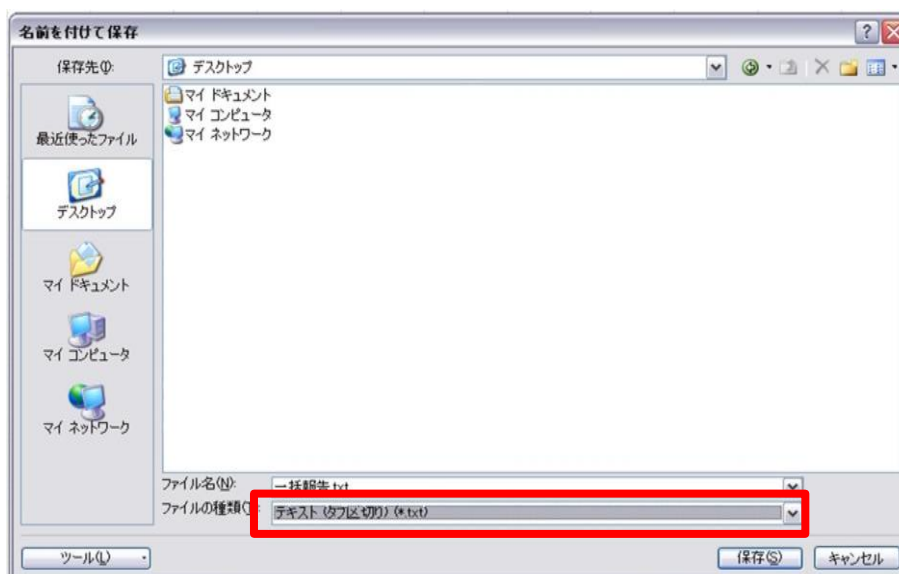 名前を付けて保存
保存先(I):
デスクトップ
マイ ドキュメント
マイ コンピュータ
マイ ネットワーク
最近使ったファイル
デスクトップ
マイ ドキュメント
マイ コンピュータ
マイ ネットワーク
ファイル名(N):
一括報告.txt
ファイルの種類(T):
テキスト (タブ区切り) (*.txt)
ツール(L)
保存(S)
キャンセル